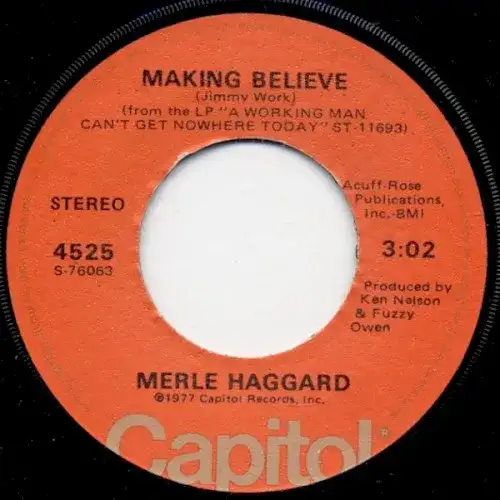 MAKING BELIEVE
(Jimmy Work)
(from the LP "A WORKING MAN
CAN'T GET NOWHERE TODAY" ST-11693)
STEREO
Acuff-Rose
Publications,
Inc.-BMI
4525
S-76063
3:02
Produced by
Ken Nelson
& Fuzzy
Owen
MERLE HAGGARD
℗1977 Capitol Records, Inc.
Capitol®